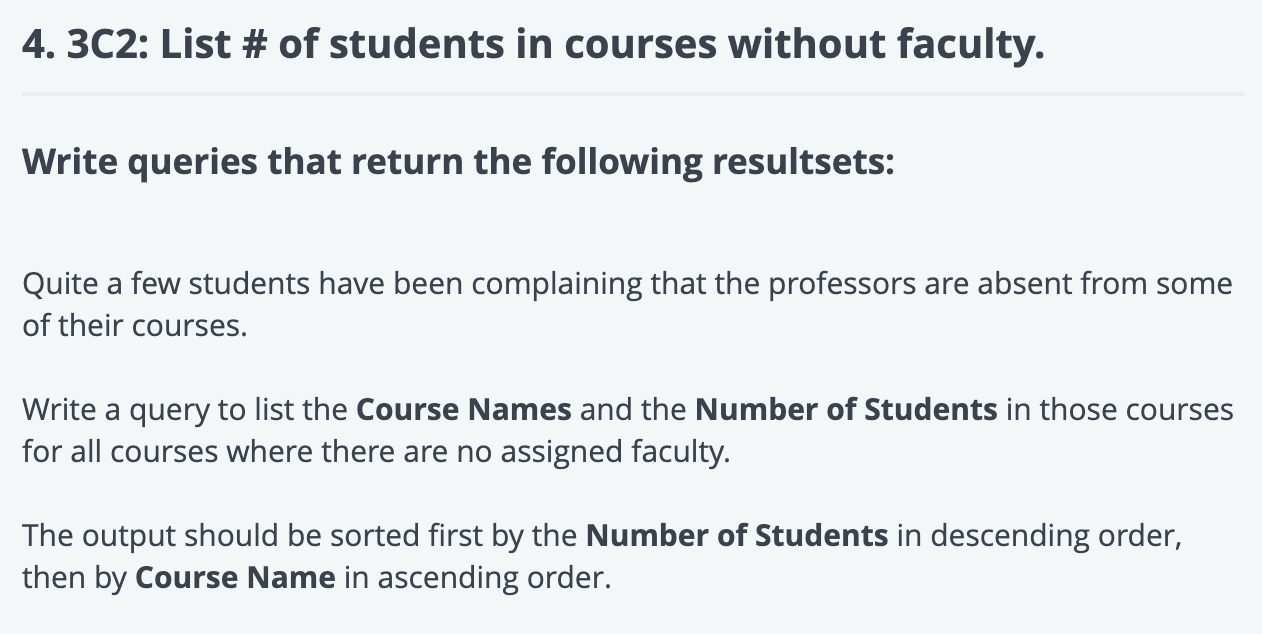 4. 3C2: List # of students in courses without faculty.
Write queries that return the following resultsets:
Quite a few students have been complaining that the professors are absent from some
of their courses.
Write a query to list the Course Names and the Number of Students in those courses
for all courses where there are no assigned faculty.
The output should be sorted first by the Number of Students in descending order,
then by Course Name in ascending order.